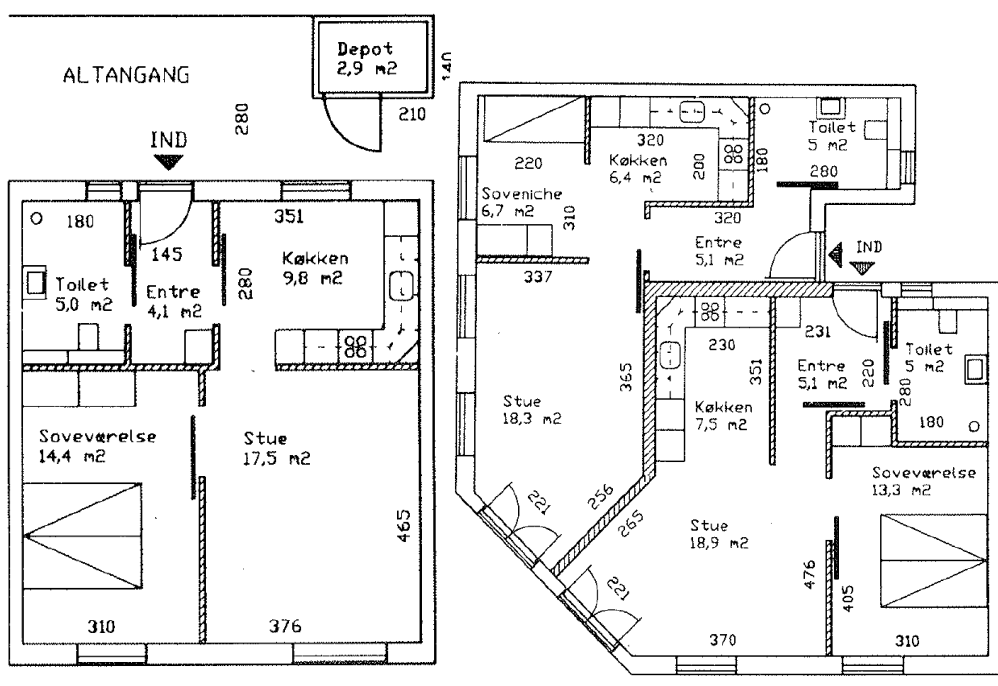 ALTANGANG
Depot
2,9 m2
140
210
280
IND
180
145
351
Toilet
5,0 m2
Entre
4,1 m2
280
Køkken
9,8 m2
Soveværelse
14,4 m2
Stue
17,5 m2
465
310
376
220
Soveniche
6,7 m2
310
320
Køkken
6,4 m2
280
180
Toilet
5 m2
280
320
Entre
5,1 m2
IND
337
365
Stue
18,3 m2
221
256
265
230
351
Køkken
7,5 m2
231
Entre
5,1 m2
220
280
Toilet
5 m2
180
Soveværelse
13,3 m2
Stue
18,9 m2
221
476
405
370
310